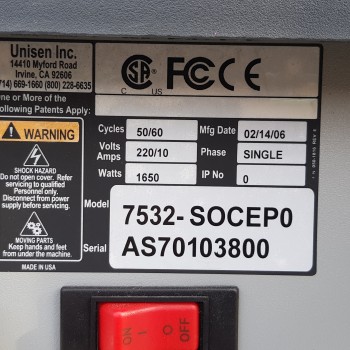 Unisen Inc.
14410 Myford Road
Irvine, CA 92606
714) 669-1660 (800) 228-6635
One or More of the
ollowing Patents Apply:
WARNING
SHOCK HAZARD
Do not open cover. Refer
servicing to qualified
Personnel only.
Disconnect from power
supply before servicing.
MOVING PARTS
Keep hands and feet
from under the machine.
MADE IN USA
CSA FC CE
C US
Cycles 50/60 Mfg Date 02/14/06
Volts
Amps 220/10 Phase SINGLE
Watts 1650 IP No 0
Model 7532-SOCEP0
Serial AS70103800
ON OFF